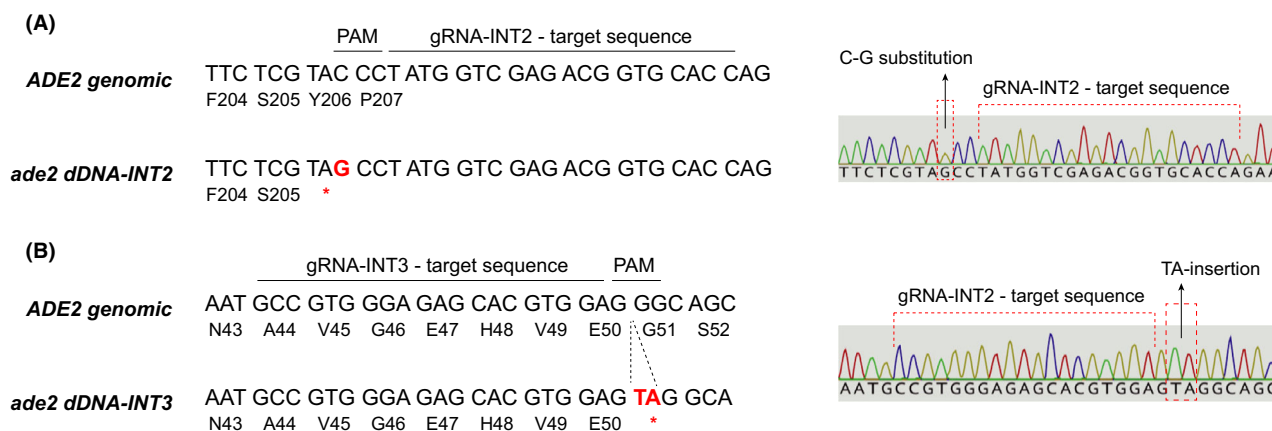 (A)
PAM gRNA-INT2 - target sequence
ADE2 genomic TTC TCG TAC CCT ATG GTC GAG ACG GTG CAC CAG
F204 S205 Y206 P207
ade2 dDNA-INT2 TTC TCG TAG CCT ATG GTC GAG ACG GTG CAC CAG
F204 S205 *
C-G substitution
gRNA-INT2 - target sequence
TTCTCGTAGCCTATGGTCGAGACGGTGCACCAGAA
(B)
gRNA-INT3 - target sequence PAM
ADE2 genomic AAT GCC GTG GGA GAG CAC GTG GAG GGC AGC
N43 A44 V45 G46 E47 H48 V49 E50 G51 S52
ade2 dDNA-INT3 AAT GCC GTG GGA GAG CAC GTG GAG TAG GCA
N43 A44 V45 G46 E47 H48 V49 E50 *
TA-insertion
gRNA-INT2 - target sequence
AATGCCGTGGGAGAGCACGTGGAGTAGGCAGC